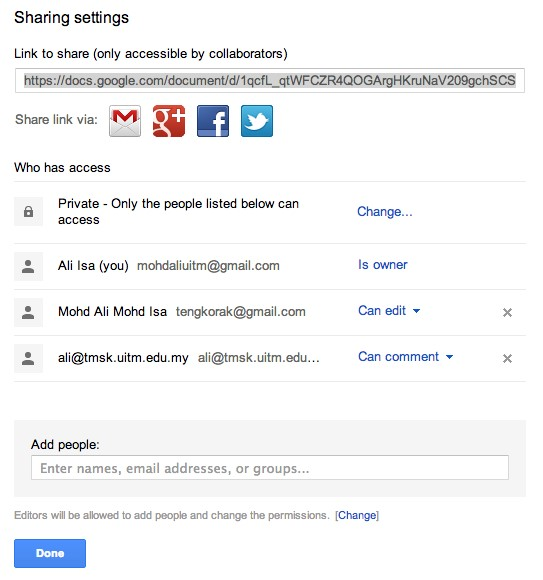 Sharing settings
Link to share (only accessible by collaborators)
https://docs.google.com/document/d/1qcfL_qtWFCZR4QOGArgHKruNaV209gchSCS
Share link via:
Who has access
Private - Only the people listed below can
access
Change...
Ali Isa (you) mohdaliuitm@gmail.com Is owner
Mohd Ali Mohd Isa tengkorak@gmail.com Can edit
ali@tmsk.uitm.edu.my ali@tmsk.uitm.edu... Can comment
Add people:
Enter names, email addresses, or groups...
Editors will be allowed to add people and change the permissions. [Change]
Done